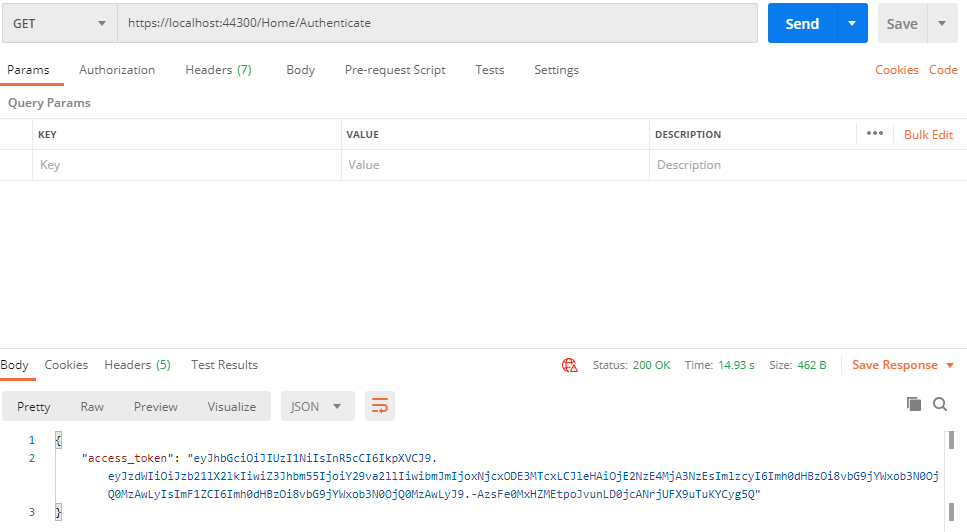 GET https://localhost:44300/Home/Authenticate Send Save
Params Authorization Headers (7) Body Pre-request Script Tests Settings Cookies Code
Query Params
KEY VALUE DESCRIPTION ••• Bulk Edit
Key Value Description
Body Cookies Headers (5) Test Results Status: 200 OK Time: 14.93 s Size: 462 B Save Response
Pretty Raw Preview Visualize JSON
1 {
2 "access_token": "eyJhbGciOiJIUzI1NiIsInR5cCI6IkpXVCJ9.
eyJzdWIiOiJzb21lX2lkIiwiZ3Jhbm55IjoiY29va2llIiwibmJmIjoxNjcxODE3MTcxLCJleHAiOjE2NzE4MjA3NzEsImlzcyI6Imh0dHBzOi8vbG9jYWxob3N0Oj
Q0MzAwLyIsImF1ZCI6Imh0dHBzOi8vbG9jYWxob3N0OjQ0MzAwLyJ9.-AzsFe0MxHZMEtpoJvunLD0jcANrjUFX9uTuKYCyg5Q"
3 }